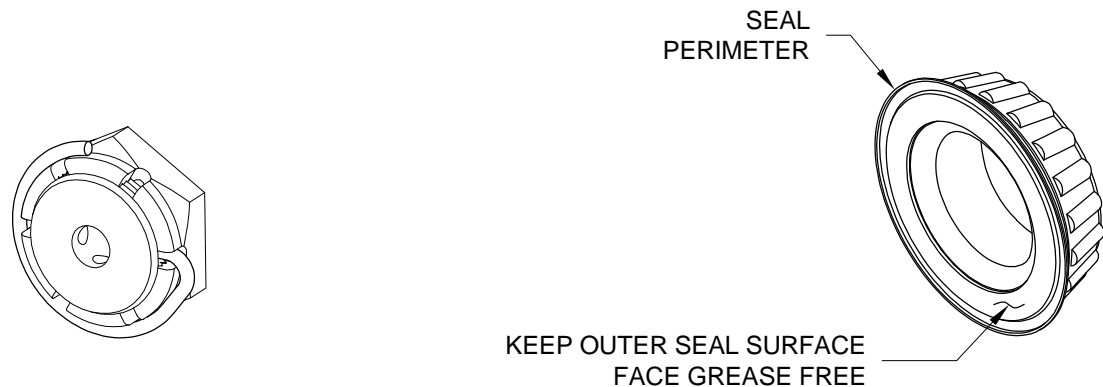 SEAL
PERIMETER
KEEP OUTER SEAL SURFACE
FACE GREASE FREE